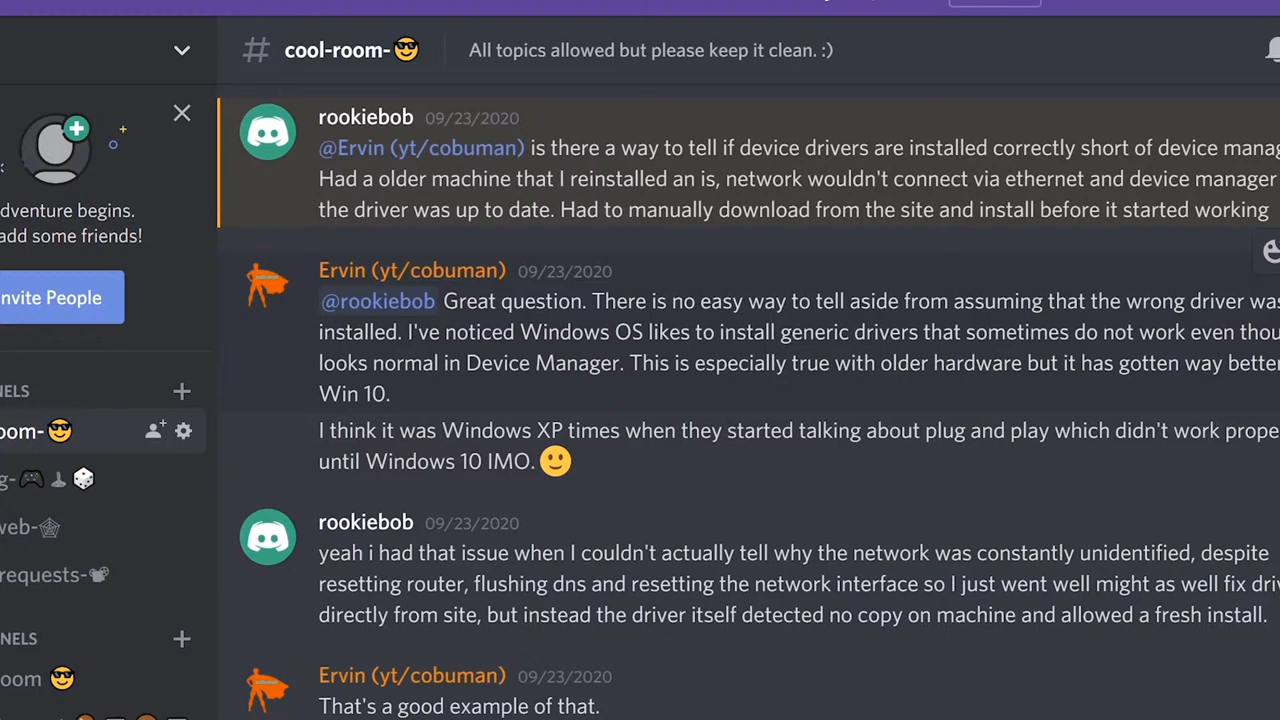 # cool-room-😎 All topics allowed but please keep it clean. :)
rookiebob 09/23/2020
@Ervin (yt/cobuman) is there a way to tell if device drivers are installed correctly short of device manag
Had a older machine that I reinstalled an is, network wouldn't connect via ethernet and device manager
the driver was up to date. Had to manually download from the site and install before it started working
dventure begins.
add some friends!
nvite People
Ervin (yt/cobuman) 09/23/2020
@rookiebob Great question. There is no easy way to tell aside from assuming that the wrong driver was
installed. I've noticed Windows OS likes to install generic drivers that sometimes do not work even thou
looks normal in Device Manager. This is especially true with older hardware but it has gotten way better
Win 10.
I think it was Windows XP times when they started talking about plug and play which didn't work prope
until Windows 10 IMO. 🙂
NELS
oom-😎
g-🎮🕹🎲
web-🕸
requests-📽
rookiebob 09/23/2020
yeah i had that issue when I couldn't actually tell why the network was constantly unidentified, despite
resetting router, flushing dns and resetting the network interface so I just went well might as well fix driv
directly from site, but instead the driver itself detected no copy on machine and allowed a fresh install.
NELS
oom 😎
Ervin (yt/cobuman) 09/23/2020
That's a good example of that.